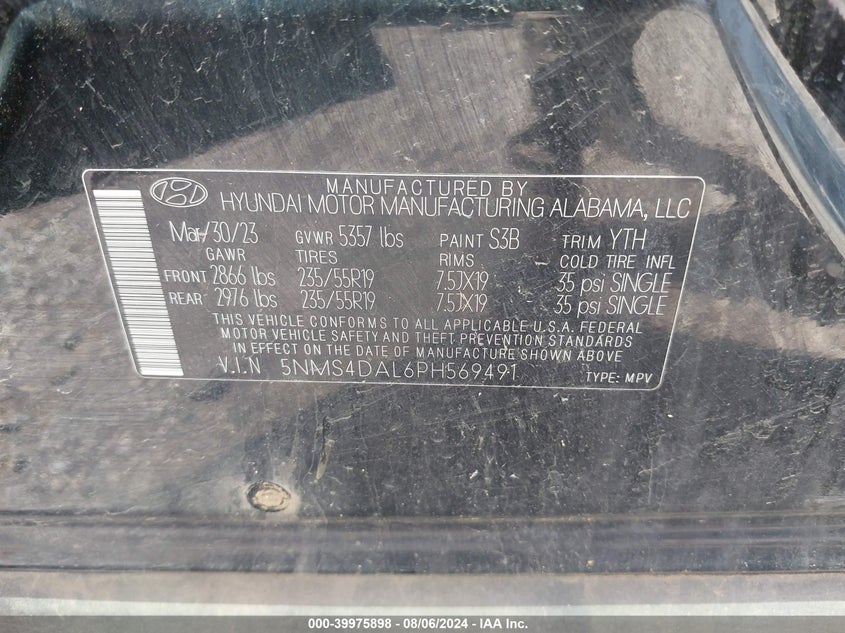 MANUFACTURED BY
HYUNDAI MOTOR MANUFACTURING ALABAMA, LLC
Mar/30/23 GVWR 5357 lbs PAINT S3B TRIM YTH
GAWR TIRES RIMS COLD TIRE INFL
FRONT 2866 lbs 235/55R19 7.5JX19 35 psi SINGLE
REAR 2976 lbs 235/55R19 7.5JX19 35 psi SINGLE
THIS VEHICLE CONFORMS TO ALL APPLICABLE U.S.A. FEDERAL
MOTOR VEHICLE SAFETY AND THEFT PREVENTION STANDARDS
IN EFFECT ON THE DATE OF MANUFACTURE SHOWN ABOVE
V.I.N 5NMS4DAL6PH569491 TYPE: MPV
000-39975898 - 08/06/2024 - IAA Inc.